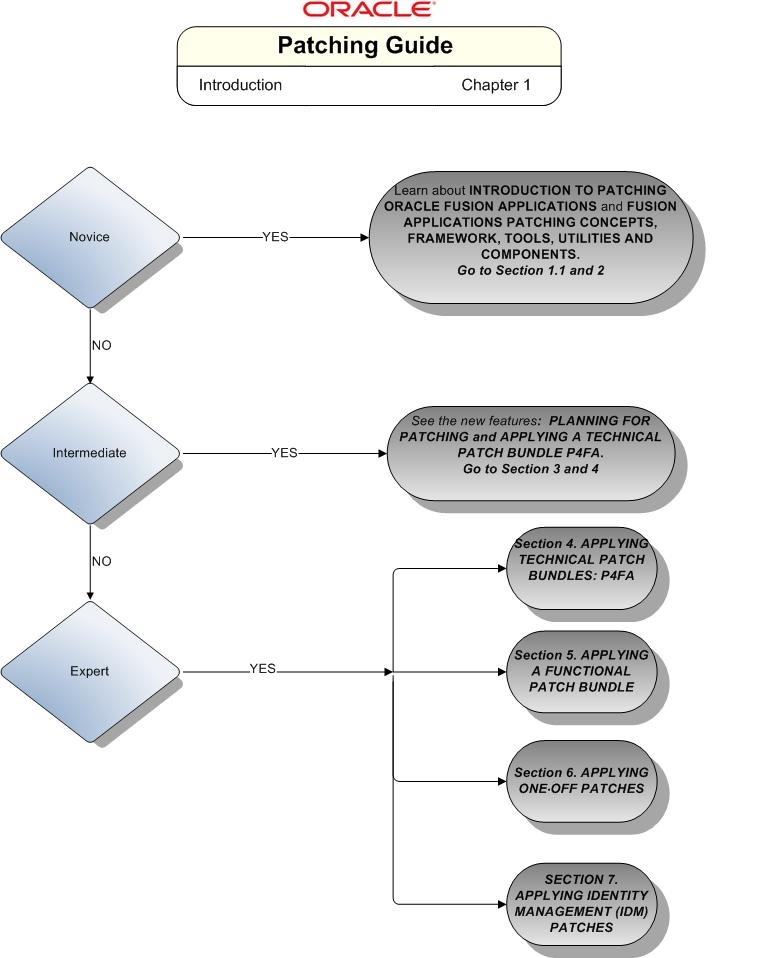 ORACLE
Patching Guide
Introduction Chapter 1
Novice
YES
Learn about INTRODUCTION TO PATCHING
ORACLE FUSION APPLICATIONS and FUSION
APPLICATIONS PATCHING CONCEPTS,
FRAMEWORK, TOOLS, UTILITIES AND
COMPONENTS.
Go to Section 1.1 and 2
NO
Intermediate
YES
See the new features: PLANNING FOR
PATCHING and APPLYING A TECHNICAL
PATCH BUNDLE P4FA.
Go to Section 3 and 4
NO
Expert
YES
Section 4. APPLYING
TECHNICAL PATCH
BUNDLES: P4FA
Section 5. APPLYING
A FUNCTIONAL
PATCH BUNDLE
Section 6. APPLYING
ONE-OFF PATCHES
SECTION 7.
APPLYING IDENTITY
MANAGEMENT (IDM)
PATCHES